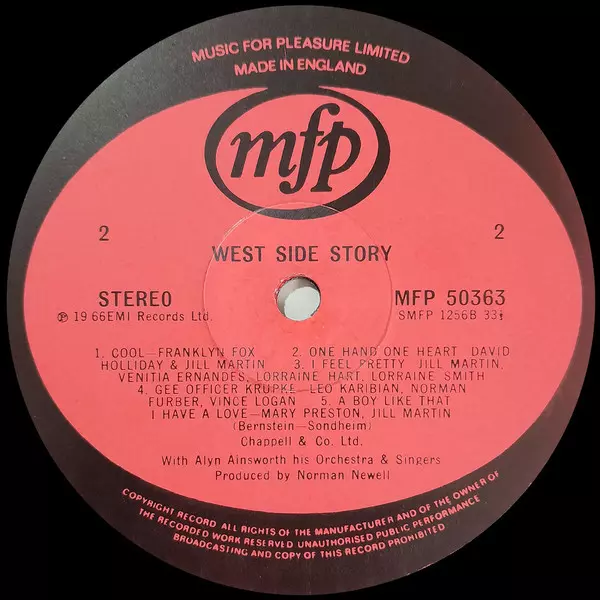 MUSIC FOR PLEASURE LIMITED
MADE IN ENGLAND
mfp
2
2
WEST SIDE STORY
STEREO
MFP 50363
℗ 19 66EMI Records Ltd.
SMFP 1256B 33⅓
1. COOL—FRANKLYN FOX 2. ONE HAND ONE HEART DAVID
HOLLIDAY & JILL MARTIN 3. I FEEL PRETTY JILL MARTIN,
VENITIA ERNANDES, LORRAINE HART, LORRAINE SMITH
4. GEE OFFICER KRUPKE—LEO KARIBIAN, NORMAN
FURBER, VINCE LOGAN 5. A BOY LIKE THAT
I HAVE A LOVE—MARY PRESTON, JILL MARTIN
(Bernstein—Sondheim)
Chappell & Co. Ltd.
With Alyn Ainsworth his Orchestra & Singers
Produced by Norman Newell
COPYRIGHT RECORD ALL RIGHTS OF THE MANUFACTURER AND OF THE OWNER OF
THE RECORDED WORK RESERVED UNAUTHORISED PUBLIC PERFORMANCE
BROADCASTING AND COPY OF THIS RECORD PROHIBITED